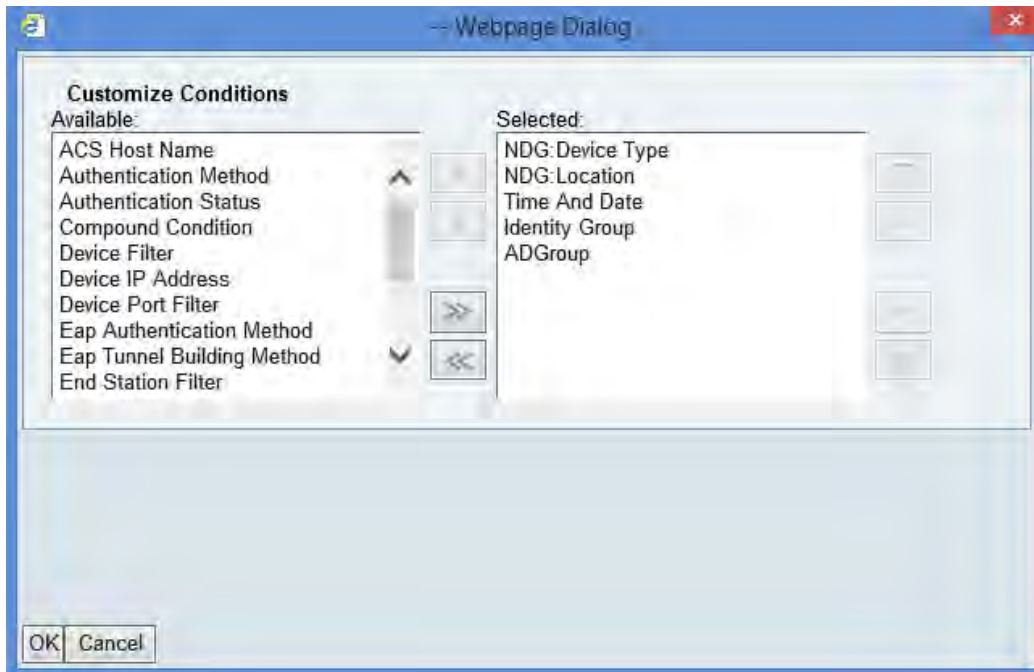 -- Webpage Dialog
Customize Conditions
Available:
ACS Host Name
Authentication Method
Authentication Status
Compound Condition
Device Filter
Device IP Address
Device Port Filter
Eap Authentication Method
Eap Tunnel Building Method
End Station Filter
>>
<<
Selected:
NDG:Device Type
NDG:Location
Time And Date
Identity Group
ADGroup
OK
Cancel